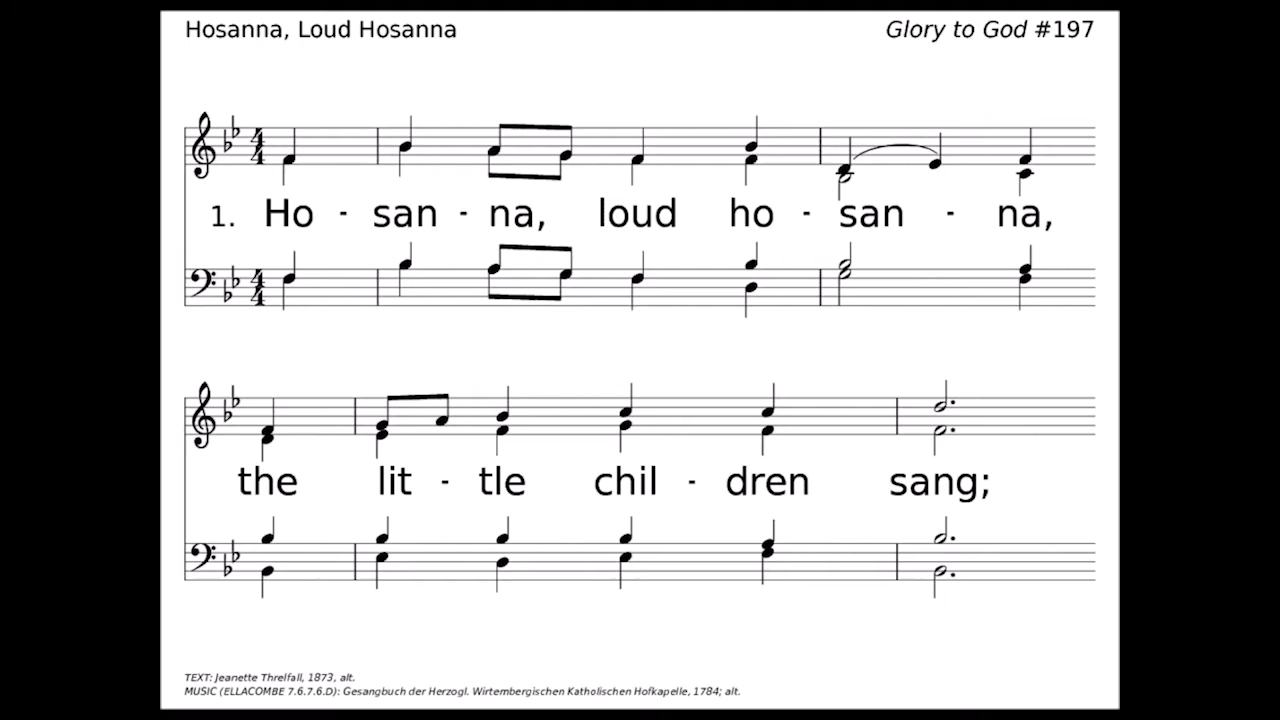 Hosanna, Loud Hosanna
Glory to God #197
1. Ho - san - na, loud ho - san - na,
the lit - tle chil - dren sang;
TEXT: Jeanette Threlfall, 1873, alt.
MUSIC (ELLACOMBE 7.6.7.6.D): Gesangbuch der Herzogl. Wirtembergischen Katholischen Hofkapelle, 1784; alt.